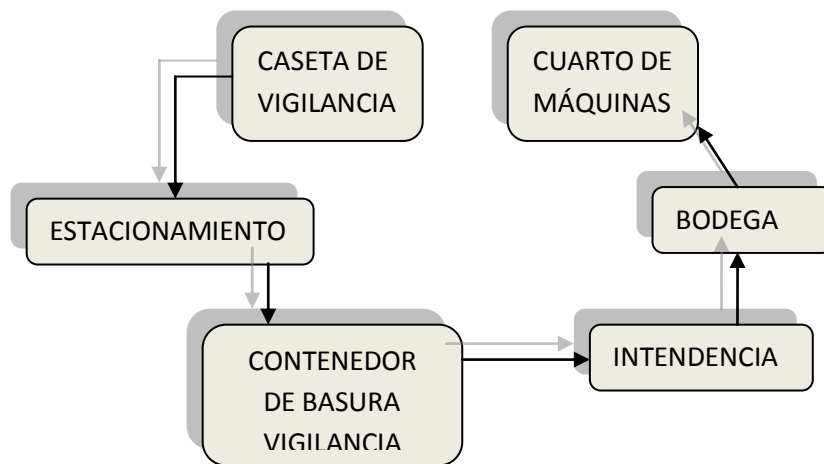 CASETA DE
VIGILANCIA
CUARTO DE
MÁQUINAS
ESTACIONAMIENTO
BODEGA
CONTENEDOR
DE BASURA
VIGILANCIA
INTENDENCIA